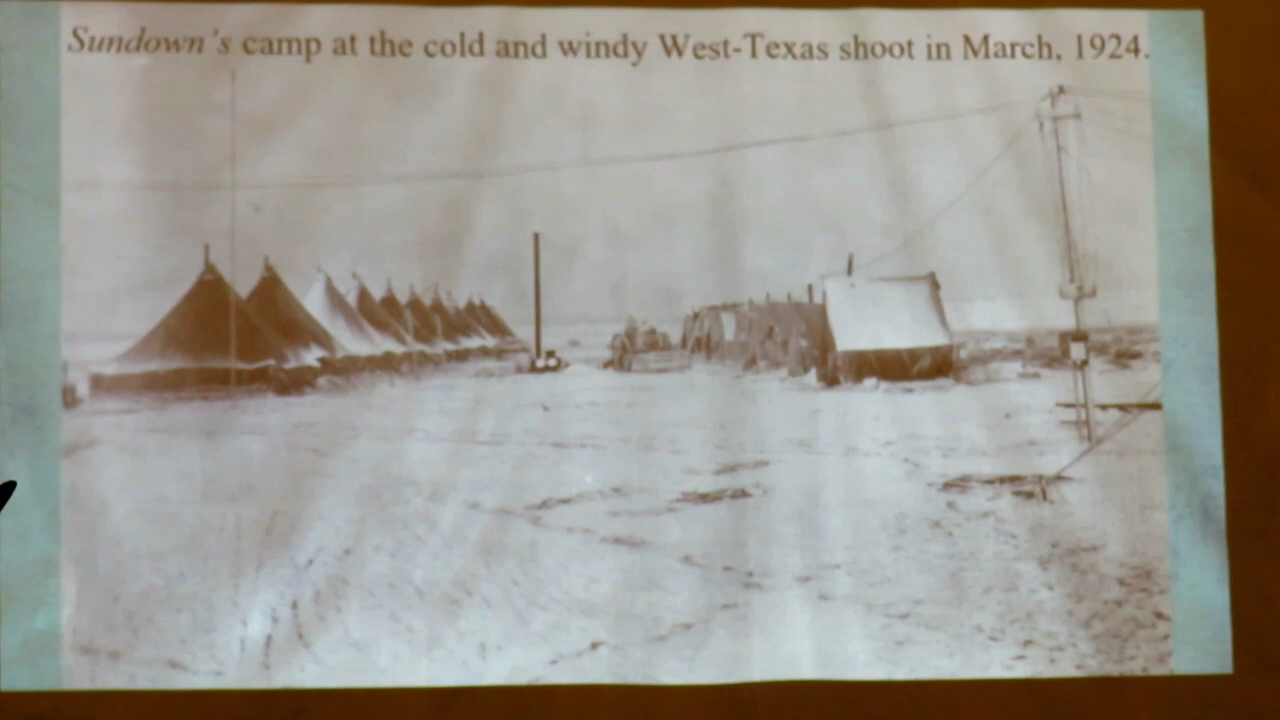 Sundown's camp at the cold and windy West-Texas shoot in March, 1924.